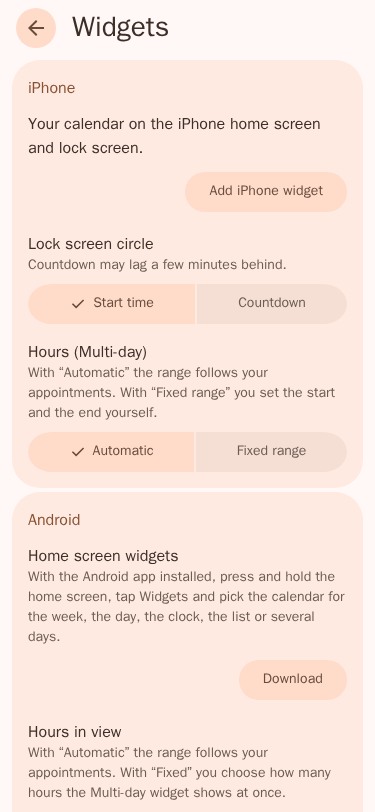 Widgets
iPhone
Your calendar on the iPhone home screen
and lock screen.
Add iPhone widget
Lock screen circle
Countdown may lag a few minutes behind.
Start time
Countdown
Hours (Multi-day)
With “Automatic” the range follows your
appointments. With “Fixed range” you set the start
and the end yourself.
Automatic
Fixed range
Android
Home screen widgets
With the Android app installed, press and hold the
home screen, tap Widgets and pick the calendar for
the week, the day, the clock, the list or several
days.
Download
Hours in view
With “Automatic” the range follows your
appointments. With “Fixed” you choose how many
hours the Multi-day widget shows at once.